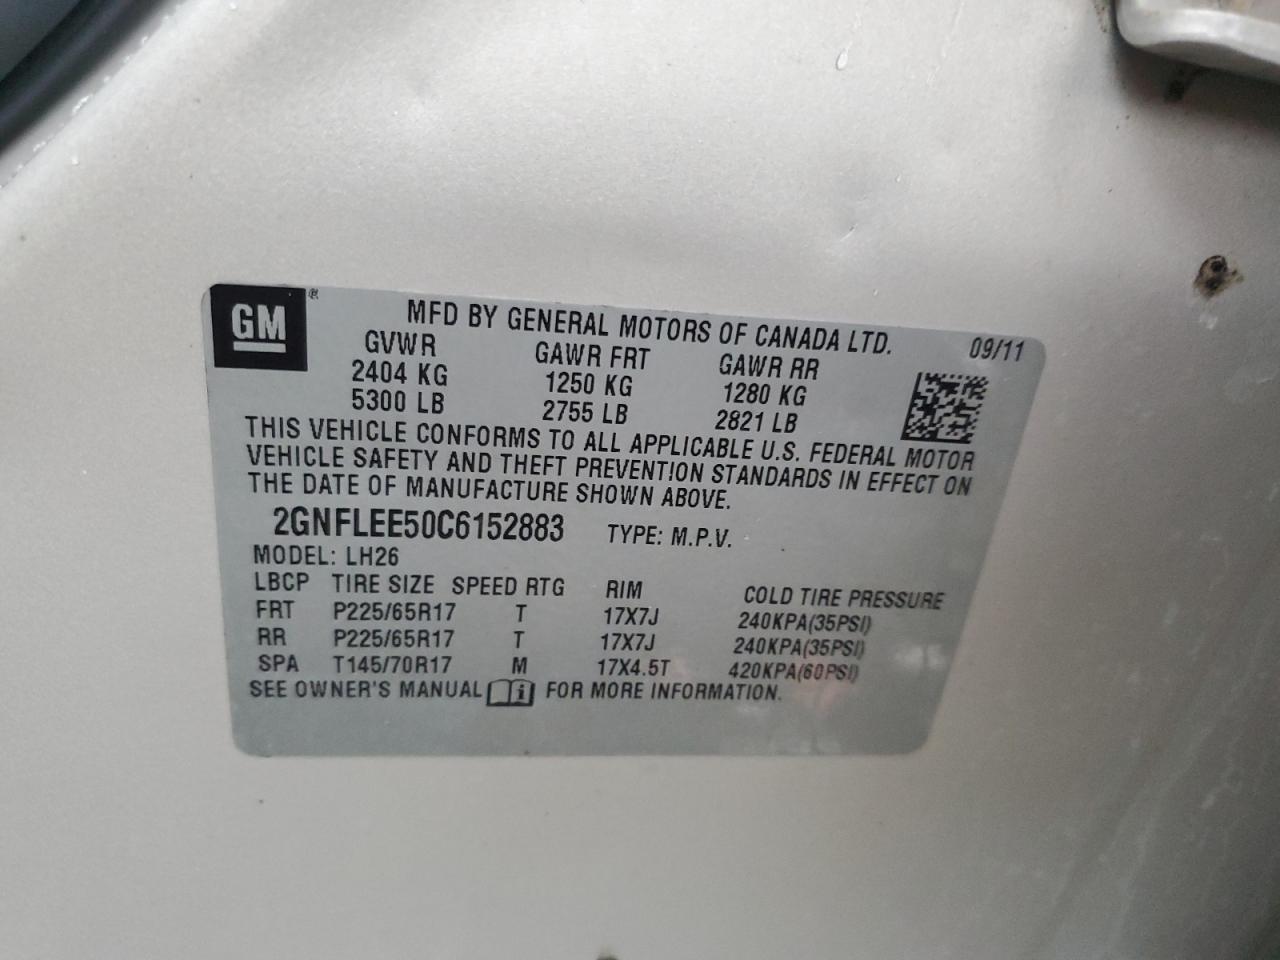 GM®
MFD BY GENERAL MOTORS OF CANADA LTD. 09/11
GVWR GAWR FRT GAWR RR
2404 KG 1250 KG 1280 KG
5300 LB 2755 LB 2821 LB
THIS VEHICLE CONFORMS TO ALL APPLICABLE U.S. FEDERAL MOTOR
VEHICLE SAFETY AND THEFT PREVENTION STANDARDS IN EFFECT ON
THE DATE OF MANUFACTURE SHOWN ABOVE.
2GNFLEE50C6152883 TYPE: M.P.V.
MODEL: LH26
LBCP TIRE SIZE SPEED RTG RIM COLD TIRE PRESSURE
FRT P225/65R17 T 17X7J 240KPA(35PSI)
RR P225/65R17 T 17X7J 240KPA(35PSI)
SPA T145/70R17 M 17X4.5T 420KPA(60PSI)
SEE OWNER'S MANUAL i FOR MORE INFORMATION.